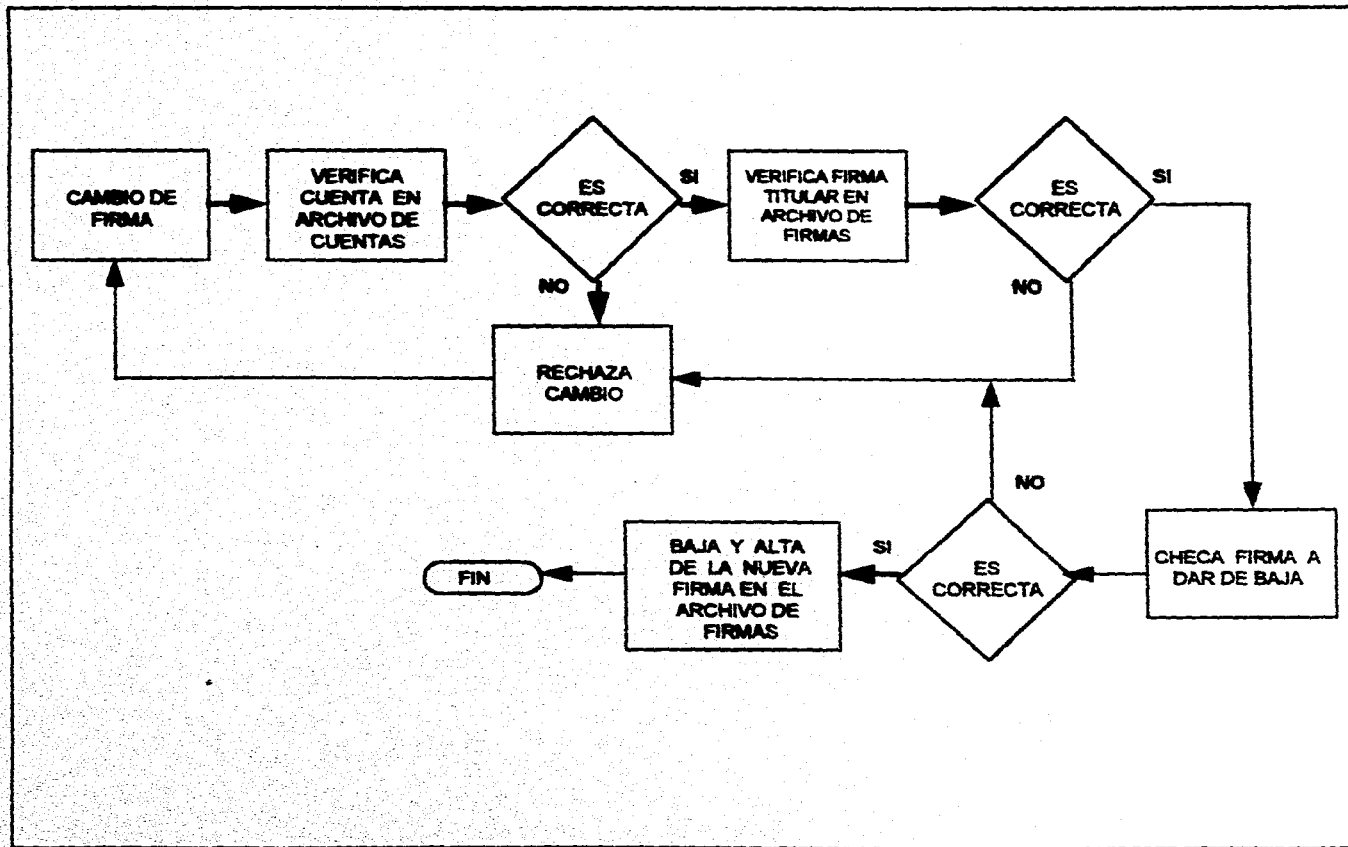 CAMBIO DE
FIRMA
VERIFICA
CUENTA EN
ARCHIVO DE
CUENTAS
ES
CORRECTA
SI
NO
VERIFICA FIRMA
TITULAR EN
ARCHIVO DE
FIRMAS
ES
CORRECTA
SI
NO
RECHAZA
CAMBIO
CHECA FIRMA A
DAR DE BAJA
ES
CORRECTA
NO
SI
BAJA Y ALTA
DE LA NUEVA
FIRMA EN EL
ARCHIVO DE
FIRMAS
FIN